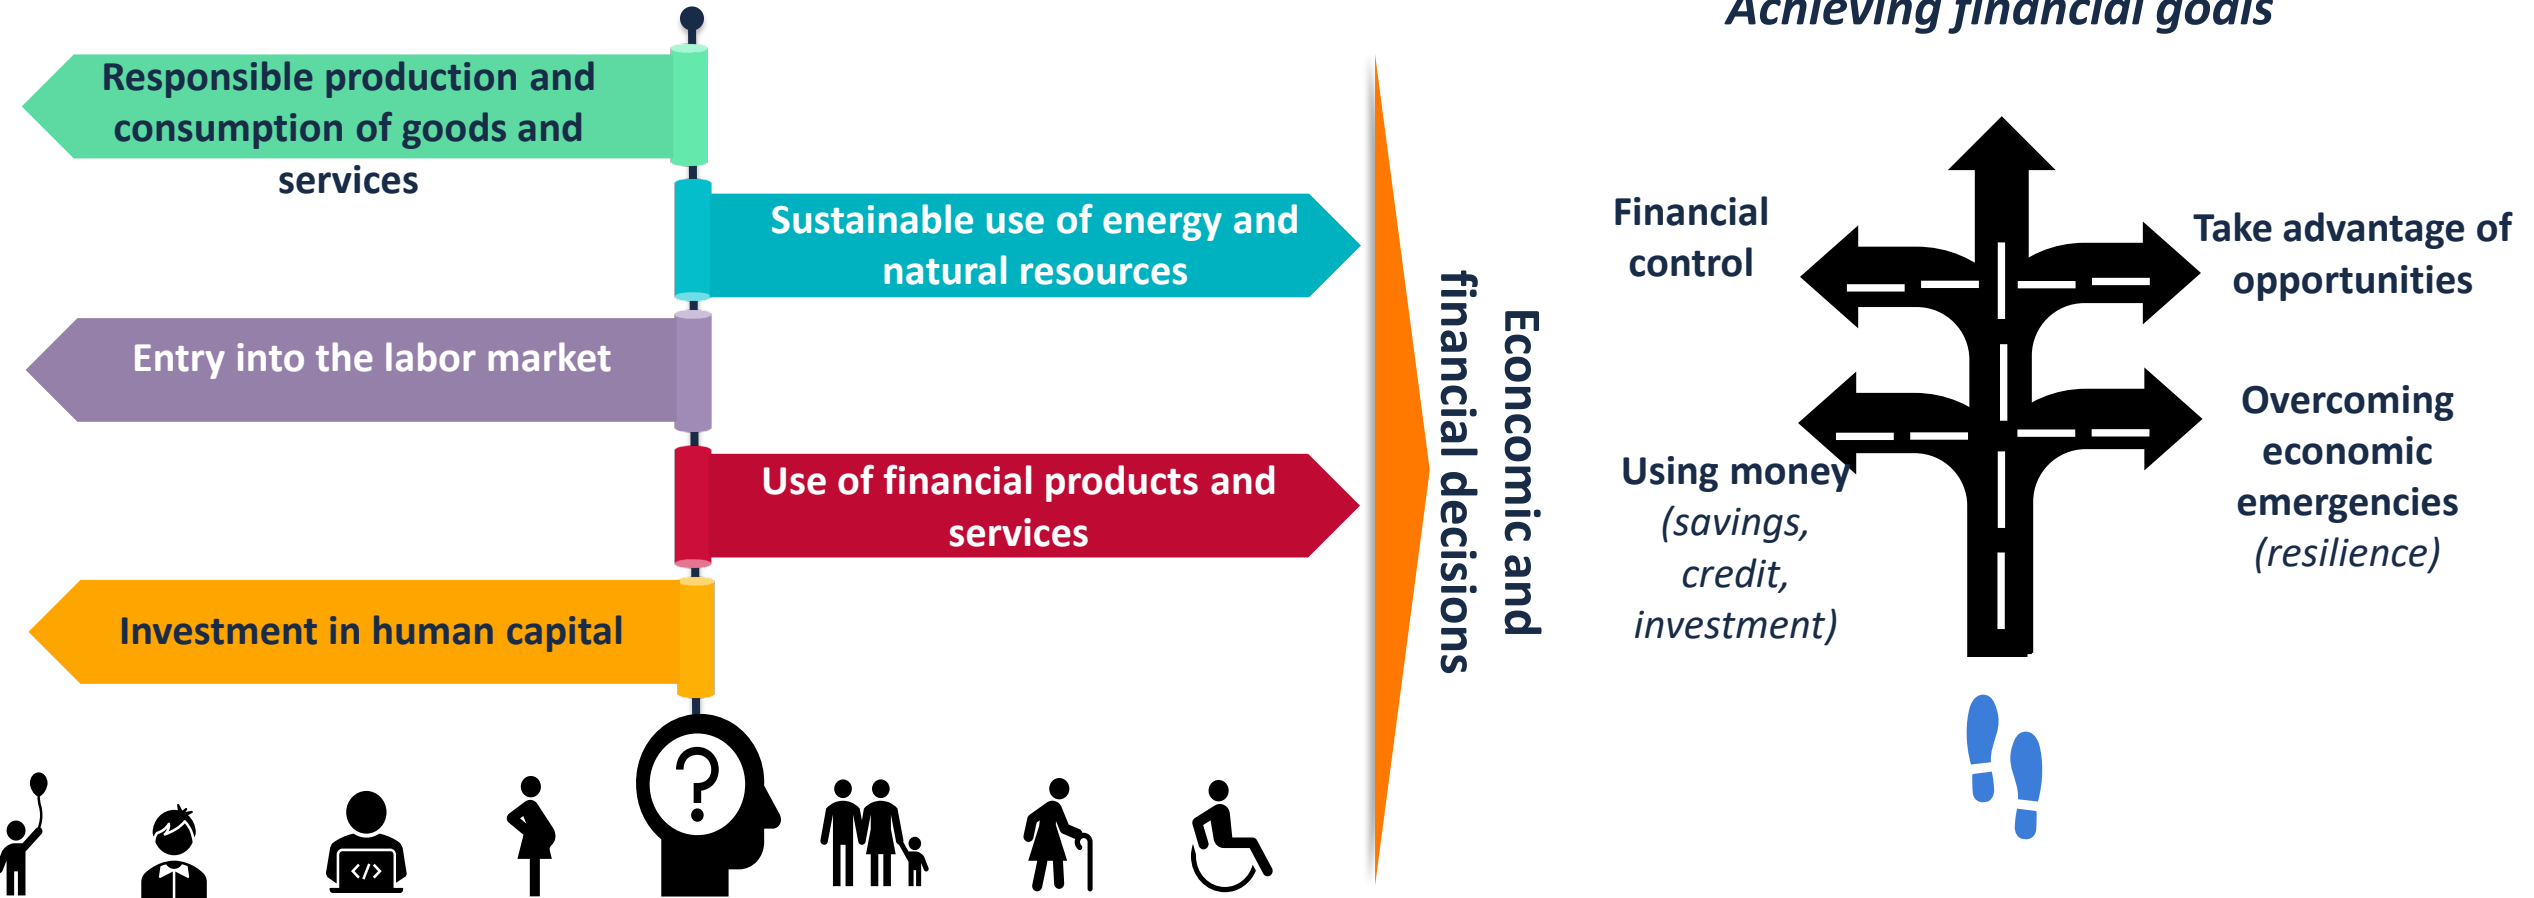 Achieving financial goals
Responsible production and
consumption of goods and
services
Sustainable use of energy and
natural resources
Entry into the labor market
Use of financial products and
services
Investment in human capital
Econcomic and
financial decisions
Financial
control
Take advantage of
opportunities
Using money
(savings,
credit,
investment)
Overcoming
economic
emergencies
(resilience)
?
</>